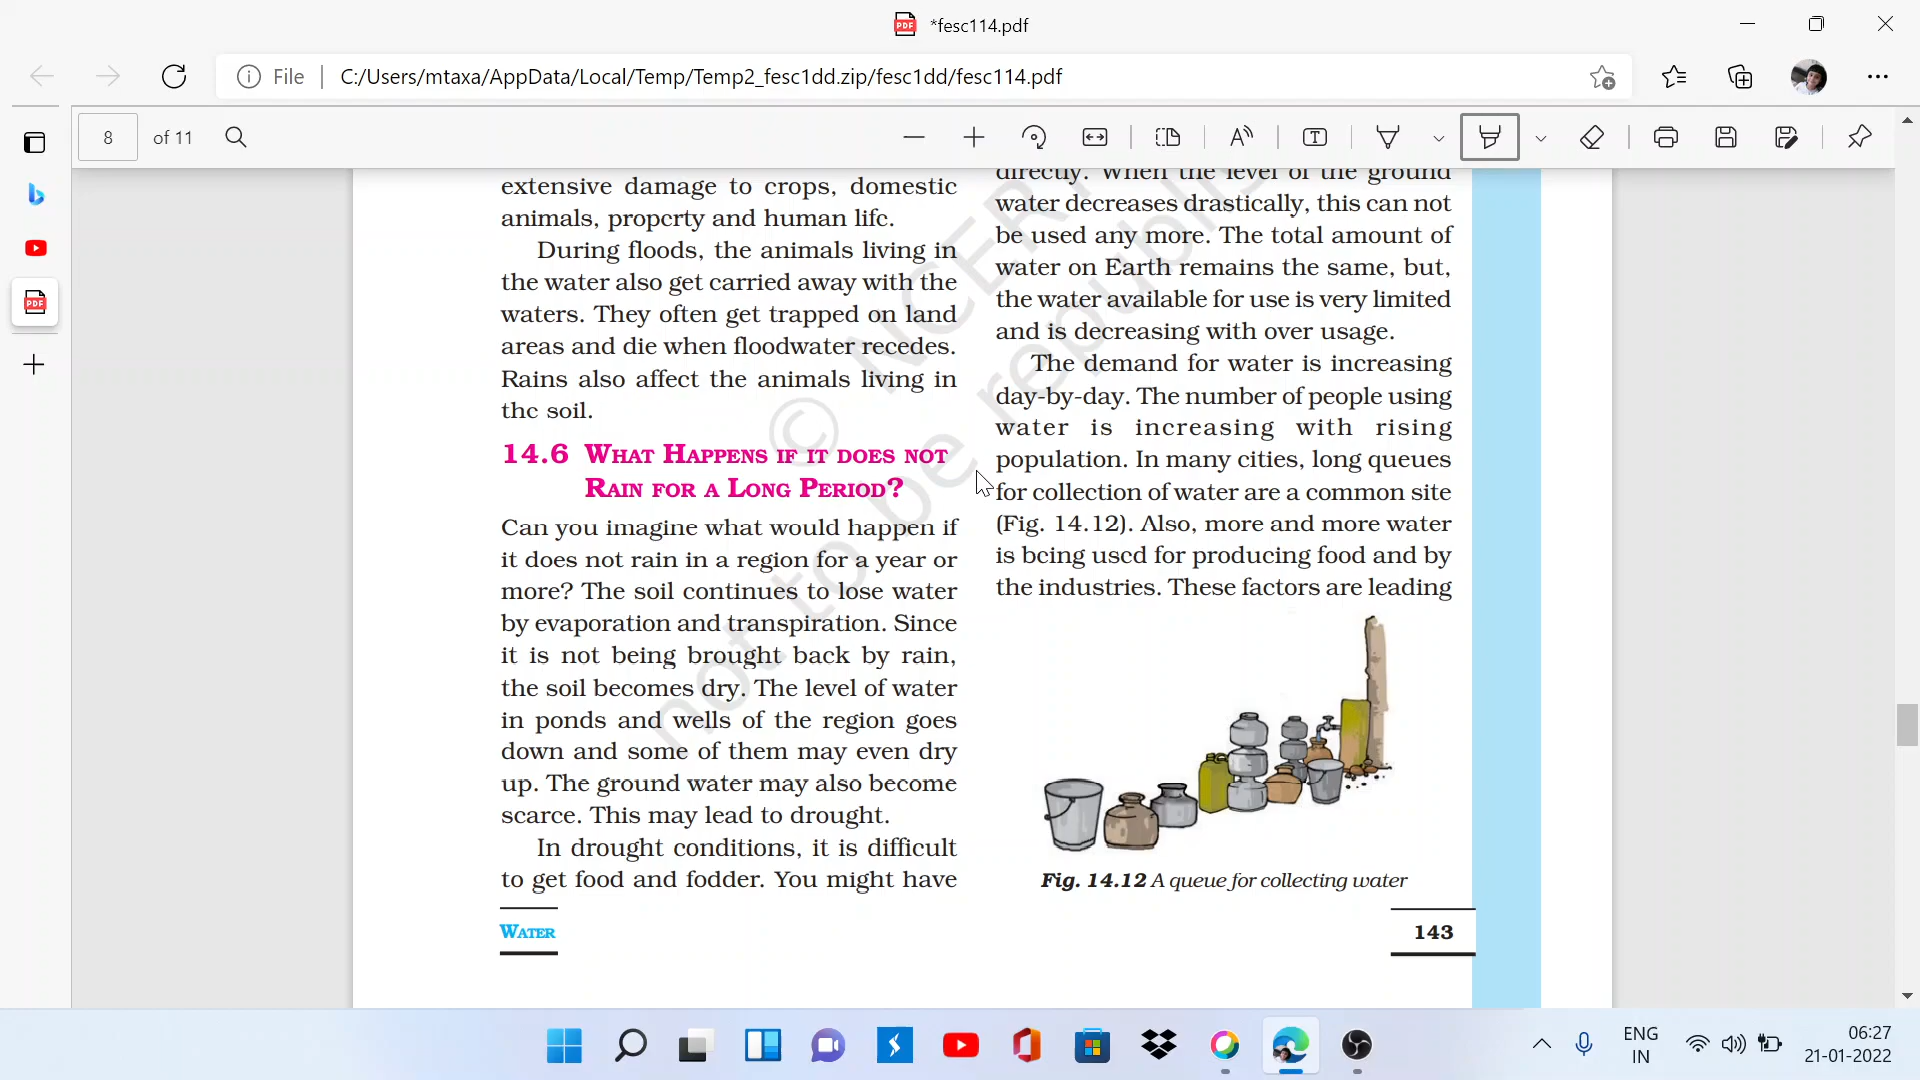 *fesc114.pdf
File
C:/Users/mtaxa/AppData/Local/Temp/Temp2_fesc1dd.zip/fesc1dd/fesc114.pdf
8 of 11
extensive damage to crops, domestic
animals, property and human life.
During floods, the animals living in
the water also get carried away with the
waters. They often get trapped on land
areas and die when floodwater recedes.
Rains also affect the animals living in
the soil.
14.6 WHAT HAPPENS IF IT DOES NOT
RAIN FOR A LONG PERIOD?
Can you imagine what would happen if
it does not rain in a region for a year or
more? The soil continues to lose water
by evaporation and transpiration. Since
it is not being brought back by rain,
the soil becomes dry. The level of water
in ponds and wells of the region goes
down and some of them may even dry
up. The ground water may also become
scarce. This may lead to drought.
In drought conditions, it is difficult
to get food and fodder. You might have
directly. When the level of the ground
water decreases drastically, this can not
be used any more. The total amount of
water on Earth remains the same, but,
the water available for use is very limited
and is decreasing with over usage.
The demand for water is increasing
day-by-day. The number of people using
water is increasing with rising
population. In many cities, long queues
for collection of water are a common site
(Fig. 14.12). Also, more and more water
is being used for producing food and by
the industries. These factors are leading
Fig. 14.12 A queue for collecting water
WATER
143
© NCER
not to be republi
ENG
IN
06:27
21-01-2022